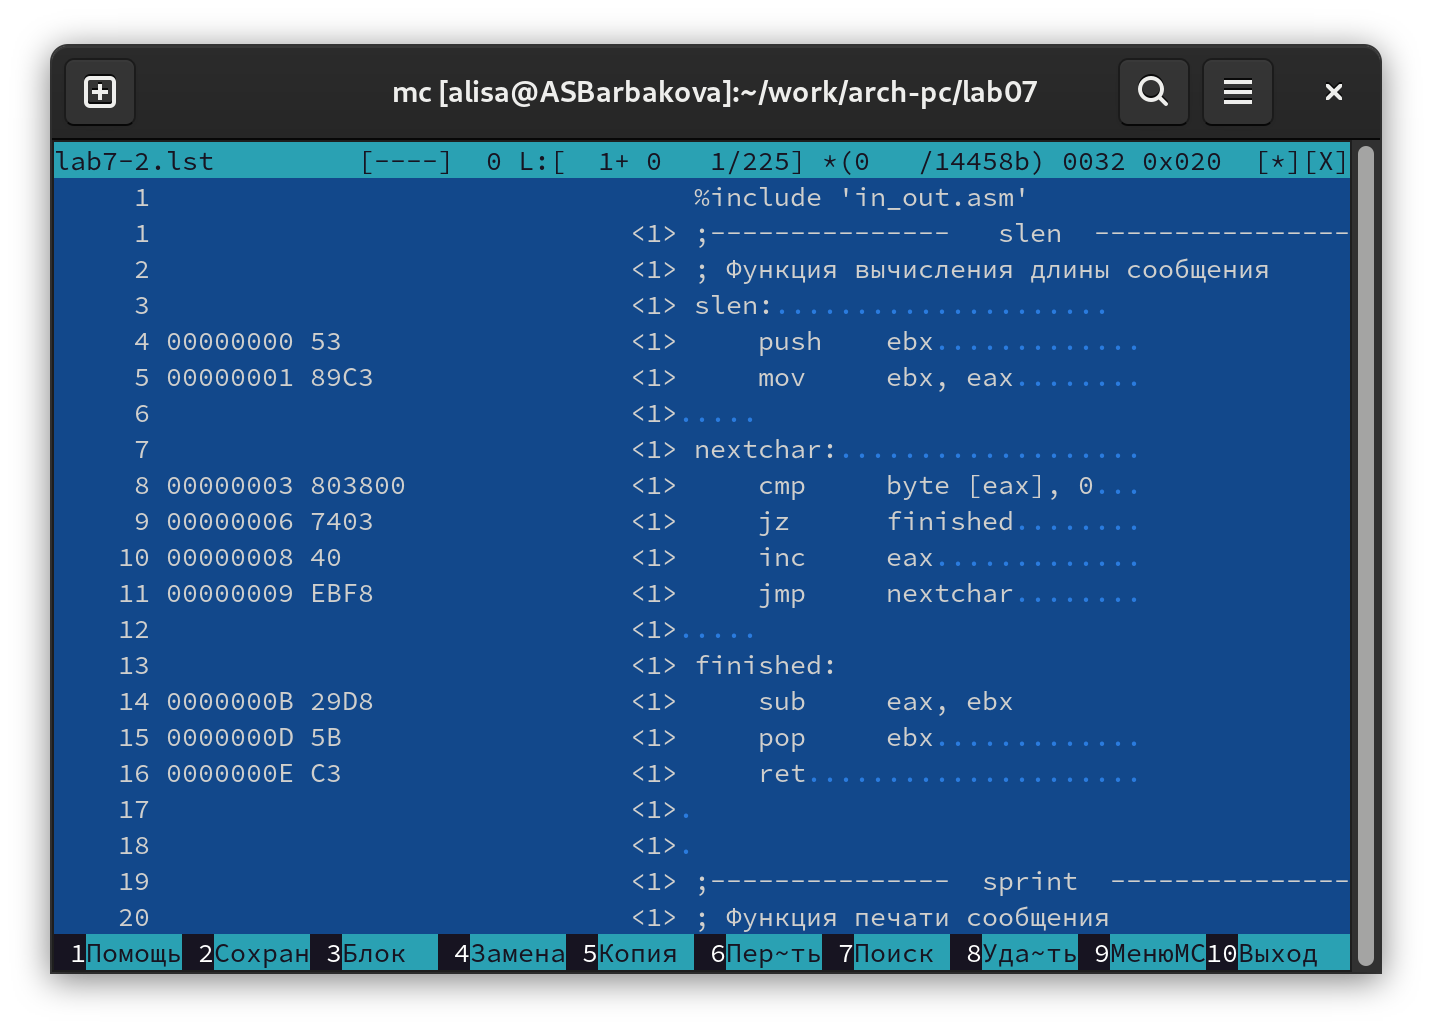 mc [alisa@ASBarbakova]:~/work/arch-pc/lab07
lab7-2.lst [----] 0 L:[ 1+ 0 1/225] *(0 /14458b) 0032 0x020 [*][X]
1 %include 'in_out.asm'
1 <1> ;--------------- slen ----------------
2 <1> ; Функция вычисления длины сообщения
3 <1> slen:.....................
4 00000000 53 <1> push ebx.............
5 00000001 89C3 <1> mov ebx, eax........
6 <1>.....
7 <1> nextchar:...................
8 00000003 803800 <1> cmp byte [eax], 0...
9 00000006 7403 <1> jz finished........
10 00000008 40 <1> inc eax.............
11 00000009 EBF8 <1> jmp nextchar........
12 <1>.....
13 <1> finished:
14 0000000B 29D8 <1> sub eax, ebx
15 0000000D 5B <1> pop ebx.............
16 0000000E C3 <1> ret.....................
17 <1>.
18 <1>.
19 <1> ;--------------- sprint ---------------
20 <1> ; Функция печати сообщения
1Помощь 2Сохран 3Блок 4Замена 5Копия 6Пер~ть 7Поиск 8Уда~ть 9МенюМС10Выход